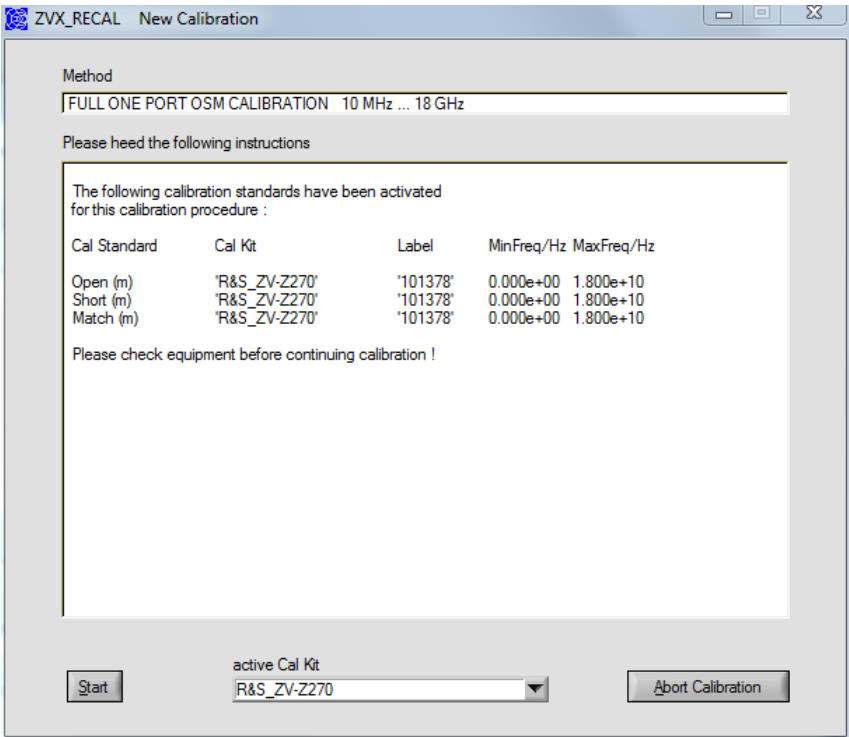 ZVX_RECAL New Calibration
Method
FULL ONE PORT OSM CALIBRATION 10 MHz ... 18 GHz
Please heed the following instructions
The following calibration standards have been activated
for this calibration procedure :
Cal Standard Cal Kit Label MinFreq/Hz MaxFreq/Hz
Open (m) 'R&S_ZV-Z270' '101378' 0.000e+00 1.800e+10
Short (m) 'R&S_ZV-Z270' '101378' 0.000e+00 1.800e+10
Match (m) 'R&S_ZV-Z270' '101378' 0.000e+00 1.800e+10
Please check equipment before continuing calibration !
active Cal Kit
Start R&S_ZV-Z270 Abort Calibration